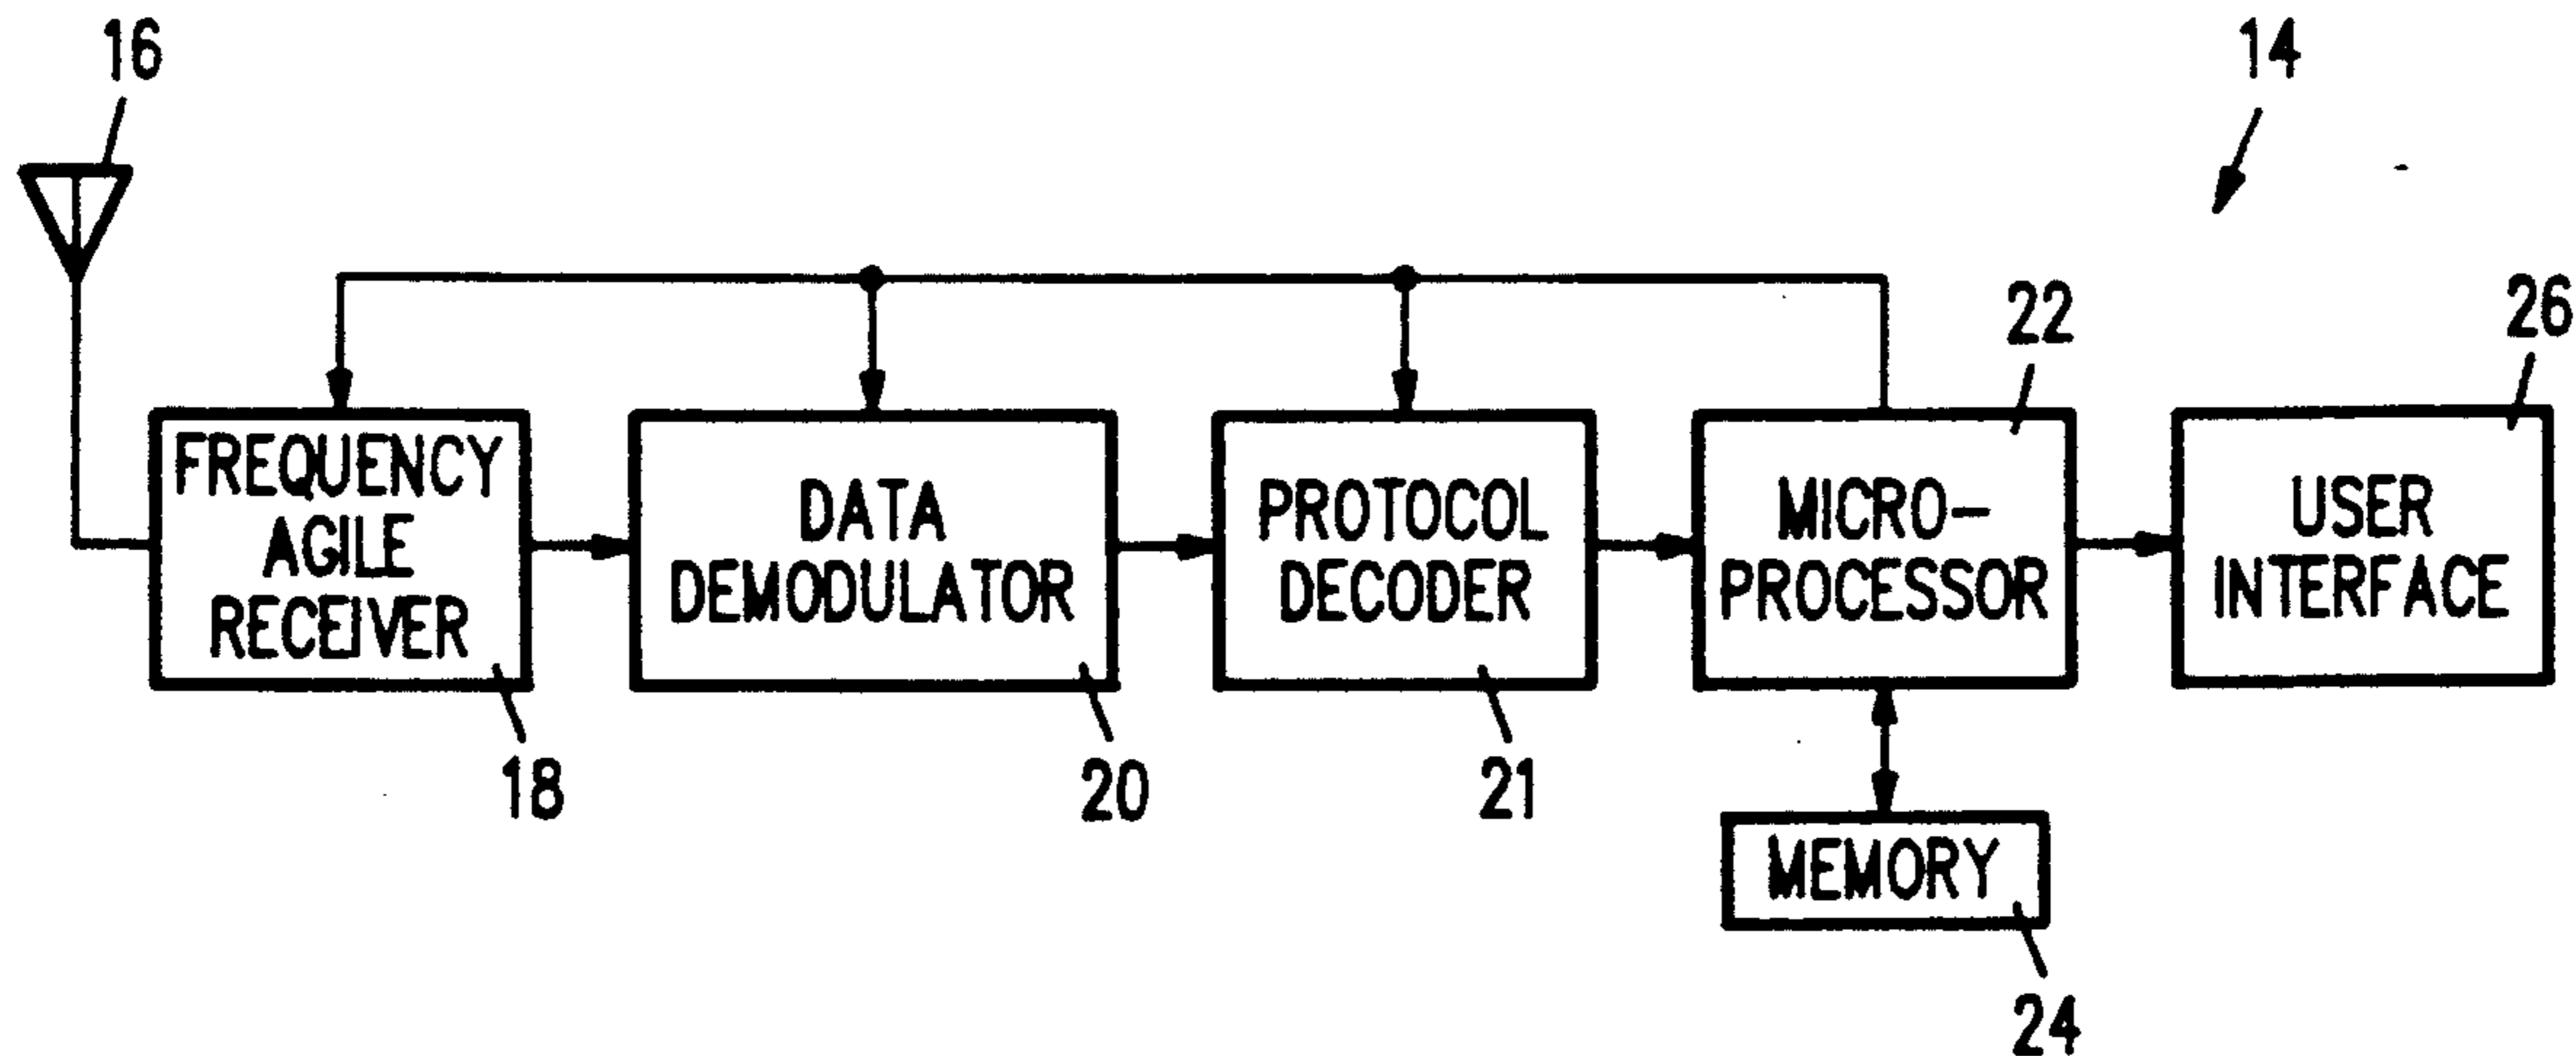 16
14
22
26
FREQUENCY
AGILE
RECEIVER
DATA
DEMODULATOR
PROTOCOL
DECODER
MICRO-
PROCESSOR
USER
INTERFACE
18
20
21
MEMORY
24